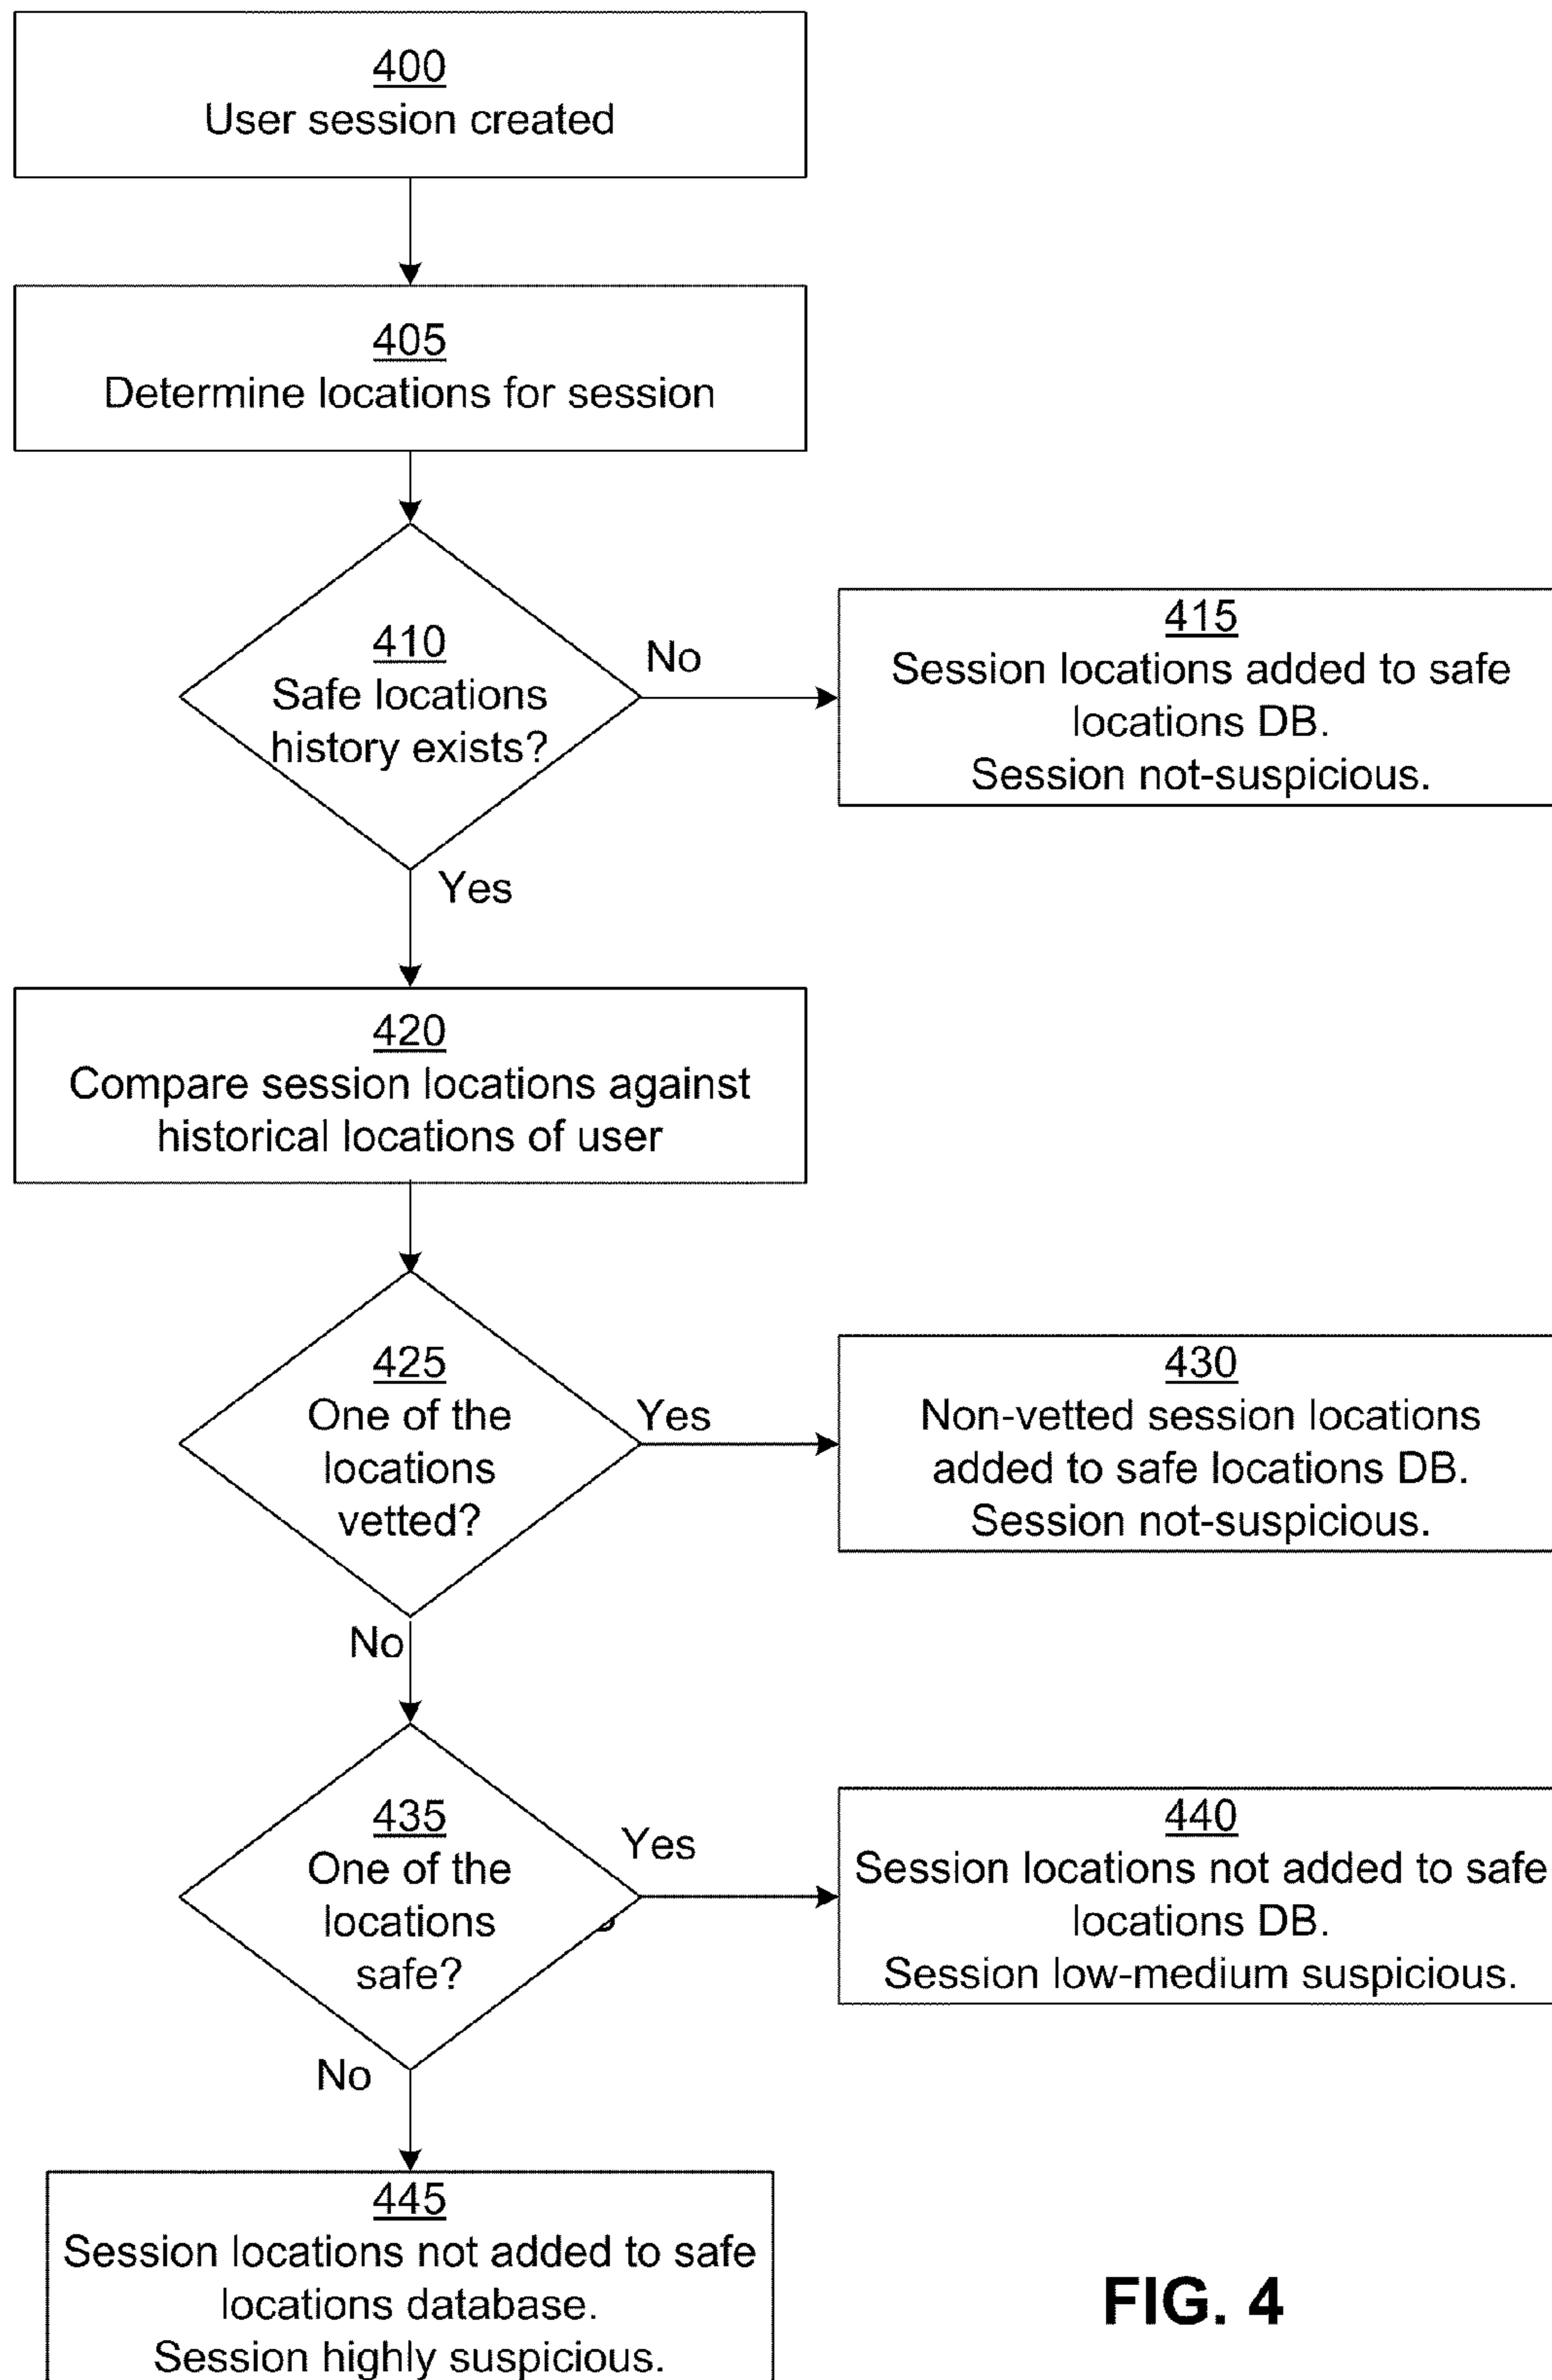 400
User session created
405
Determine locations for session
410
Safe locations
history exists?
No
415
Session locations added to safe
locations DB.
Session not-suspicious.
Yes
420
Compare session locations against
historical locations of user
425
One of the
locations
vetted?
Yes
430
Non-vetted session locations
added to safe locations DB.
Session not-suspicious.
No
435
One of the
locations
safe?
Yes
440
Session locations not added to safe
locations DB.
Session low-medium suspicious.
No
445
Session locations not added to safe
locations database.
Session highly suspicious.
FIG. 4